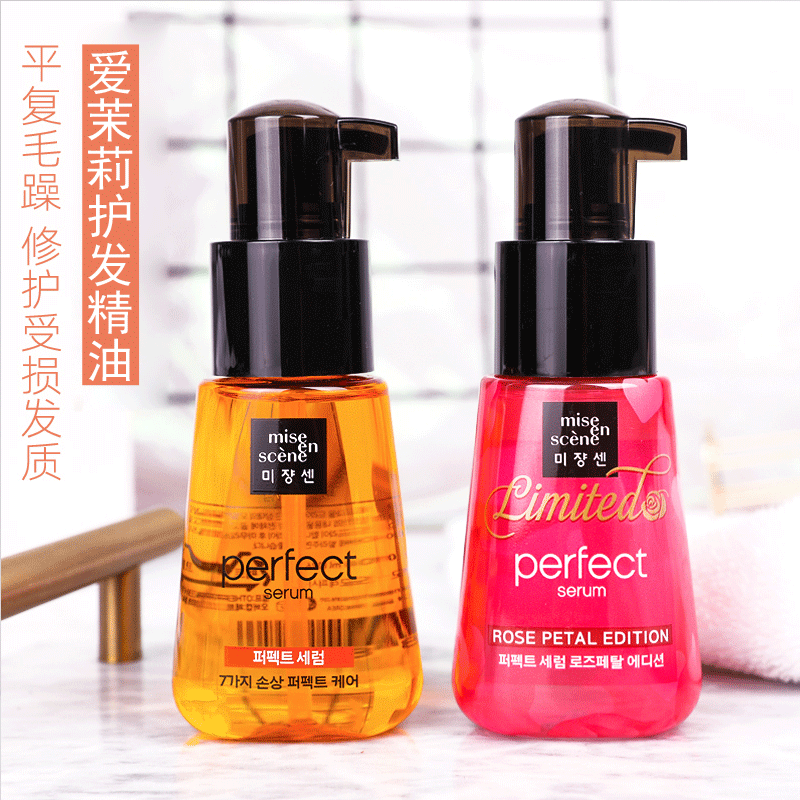 爱茉莉护发精油
平复毛躁 修护受损发质
mise
en
scène
미쟝센
perfect
serum
퍼펙트 세럼
7가지 손상 퍼펙트 케어
mise
en
scène
미쟝센
Limited
perfect
serum
ROSE PETAL EDITION
퍼펙트 세럼 로즈페탈 에디션